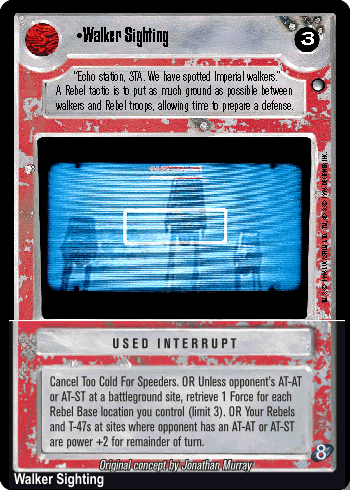 •Walker Sighting
3
"Echo station, 3TA. We have spotted Imperial walkers."
A Rebel tactic is to put as much ground as possible between
walkers and Rebel troops, allowing time to prepare a defense.
USED INTERRUPT
Cancel Too Cold For Speeders. OR Unless opponent's AT-AT
or AT-ST at a battleground site, retrieve 1 Force for each
Rebel Base location you control (limit 3). OR Your Rebels
and T-47s at sites where opponent has an AT-AT or AT-ST
are power +2 for remainder of turn.
8
Original concept by Jonathan Murray
Walker Sighting